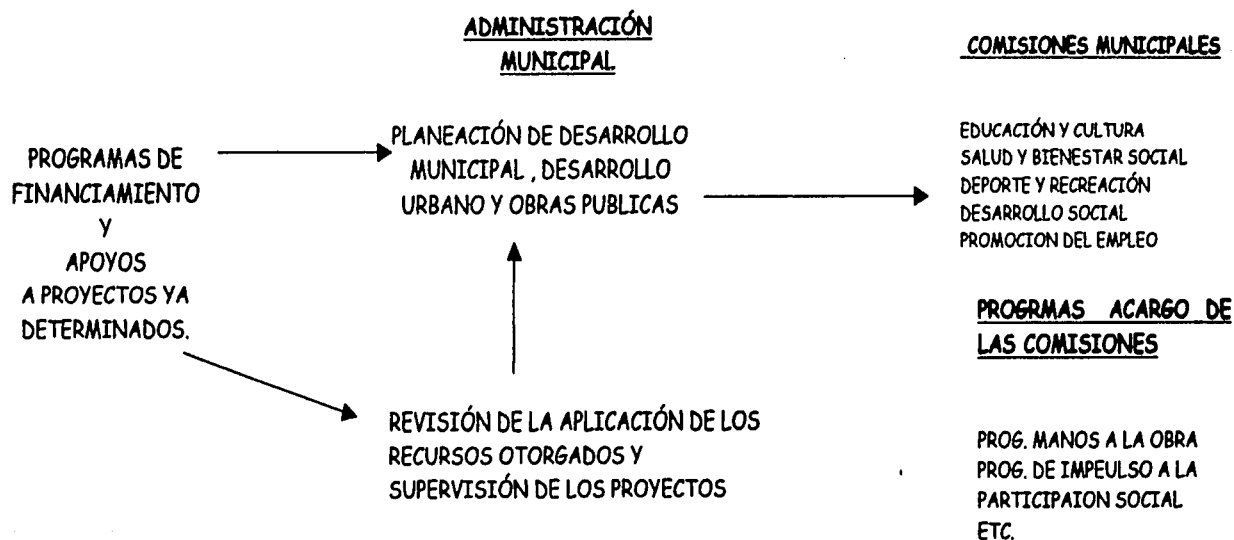 ADMINISTRACIÓN
MUNICIPAL
COMISIONES MUNICIPALES
PROGRAMAS DE
FINANCIAMIENTO
Y
APOYOS
A PROYECTOS YA
DETERMINADOS.
PLANEACIÓN DE DESARROLLO
MUNICIPAL , DESARROLLO
URBANO Y OBRAS PUBLICAS
EDUCACIÓN Y CULTURA
SALUD Y BIENESTAR SOCIAL
DEPORTE Y RECREACIÓN
DESARROLLO SOCIAL
PROMOCION DEL EMPLEO
REVISIÓN DE LA APLICACIÓN DE LOS
RECURSOS OTORGADOS Y
SUPERVISIÓN DE LOS PROYECTOS
PROGRMAS ACARGO DE
LAS COMISIONES
PROG. MANOS A LA OBRA
PROG. DE IMPEULSO A LA
PARTICIPAION SOCIAL
ETC.